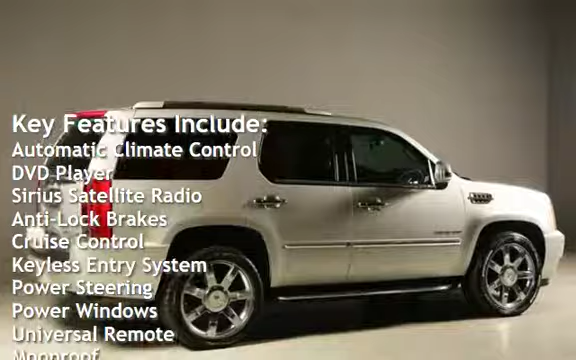 Key Features Include:
Automatic Climate Control
DVD Player
Sirius Satellite Radio
Anti-Lock Brakes
Cruise Control
Keyless Entry System
Power Steering
Power Windows
Universal Remote
Moonroof